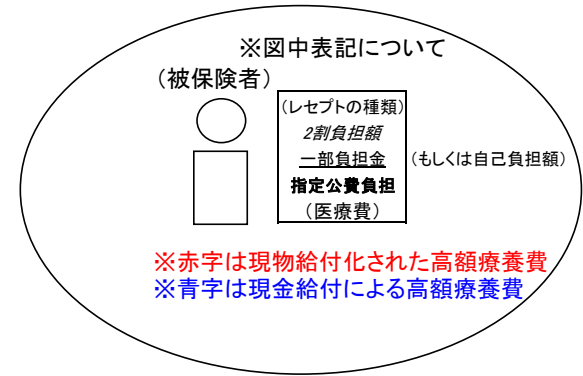 ※図中表記について
（被保険者）
（レセプトの種類）
2割負担額
一部負担金 （もしくは自己負担額）
指定公費負担
（医療費）
※赤字は現物給付化された高額療養費
※青字は現金給付による高額療養費